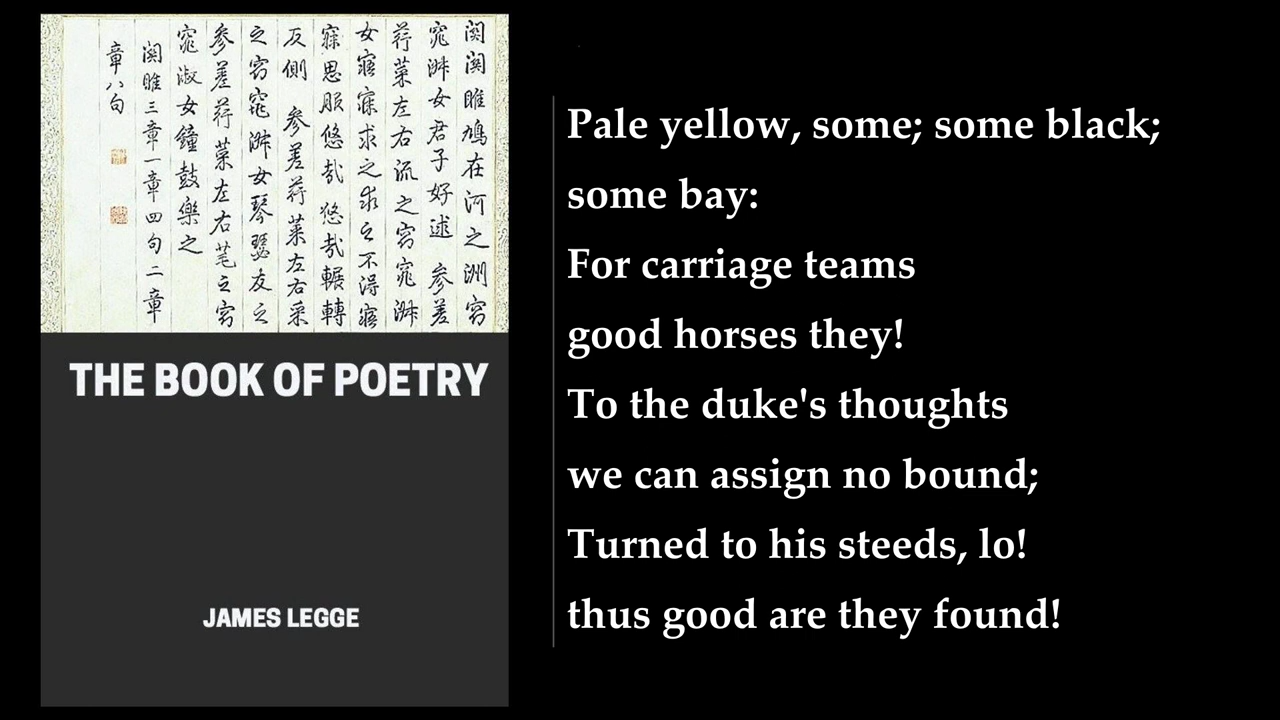 關關雎鳩在河之洲窈
窕淑女君子好逑 参差
荇菜左右流之窈窕淑
女寤寐求之求之不得寤
寐思服悠哉悠哉輾轉
反側 参差荇菜左右采
之窈窕淑女琴瑟友之
参差荇菜左右芼之窈
窕淑女鐘鼓樂之
關雎三章一章四句二章
章八句
THE BOOK OF POETRY
JAMES LEGGE
Pale yellow, some; some black;
some bay:
For carriage teams
good horses they!
To the duke's thoughts
we can assign no bound;
Turned to his steeds, lo!
thus good are they found!